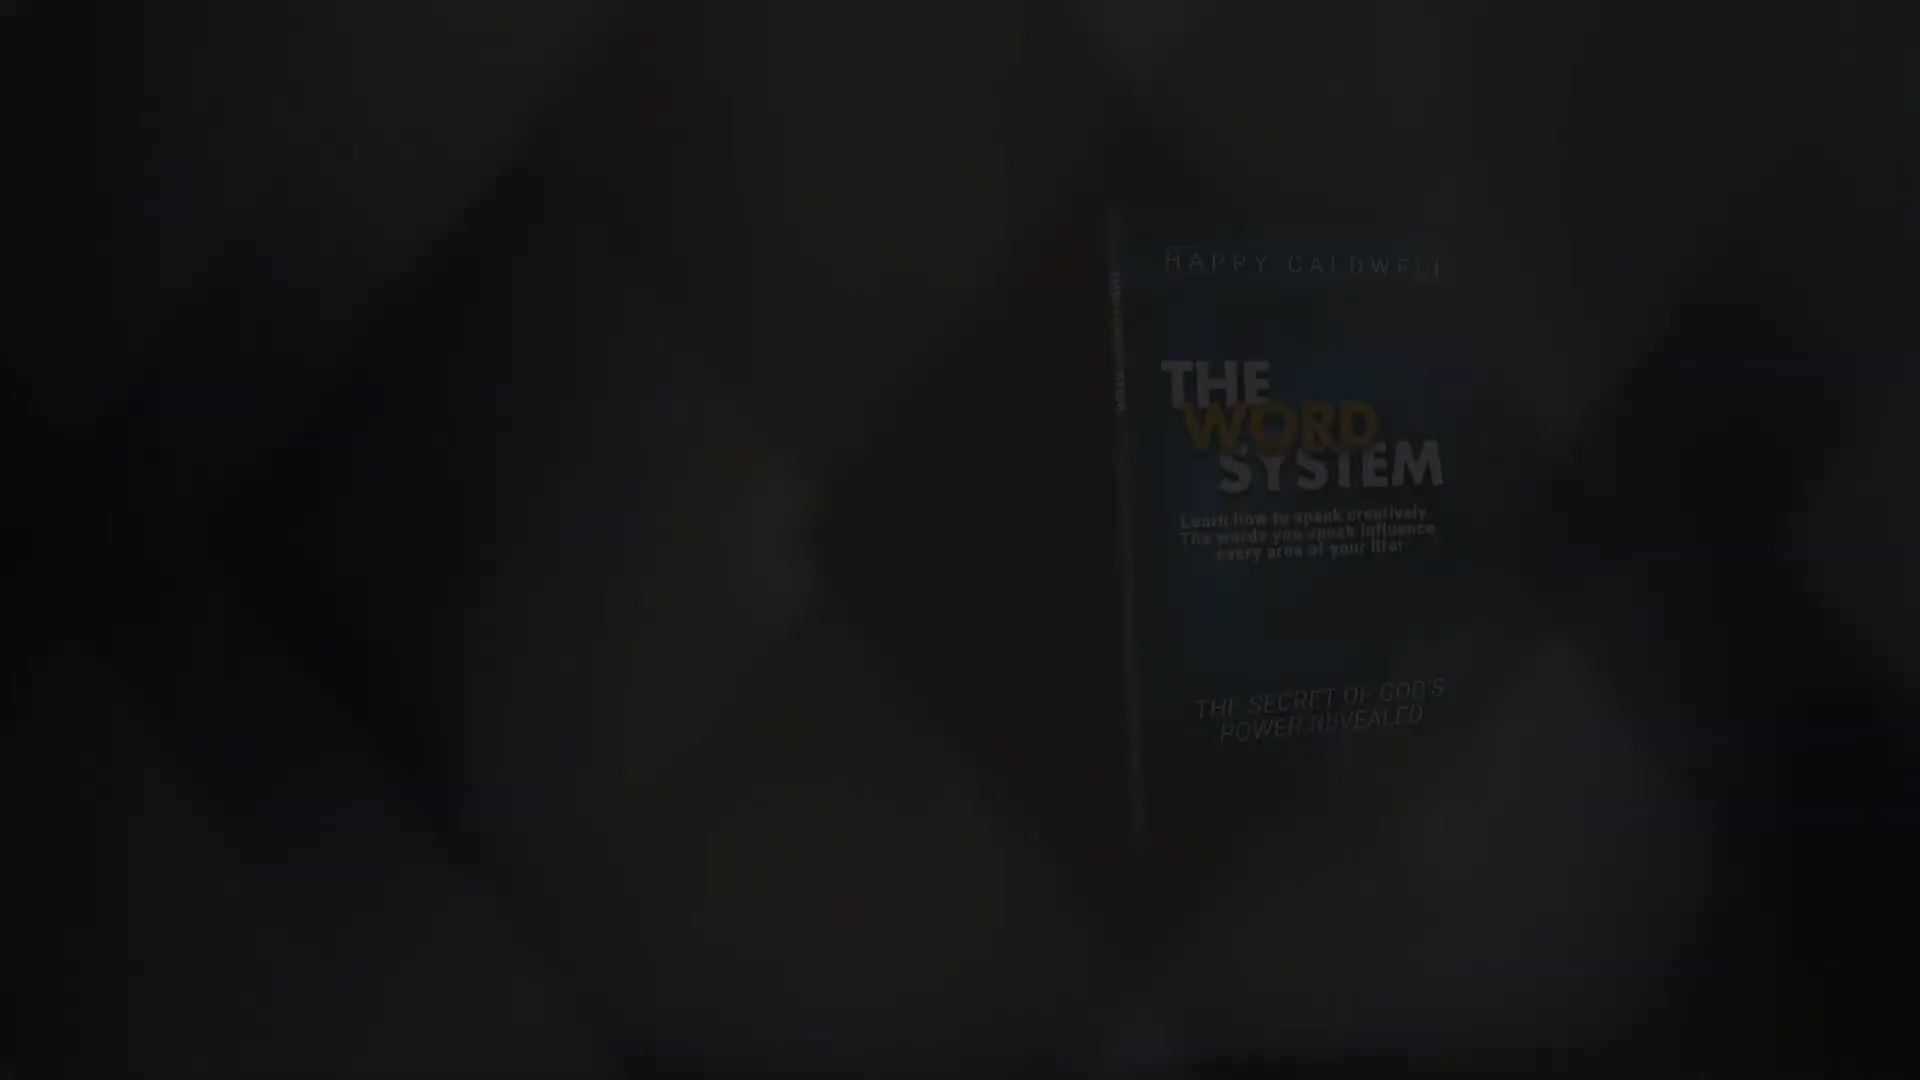 HAPPY CALDWELL
THE
WORD
SYSTEM
Learn how to speak creatively.
The words you speak influence
every area of your life!
THE SECRET OF GOD'S
POWER REVEALED